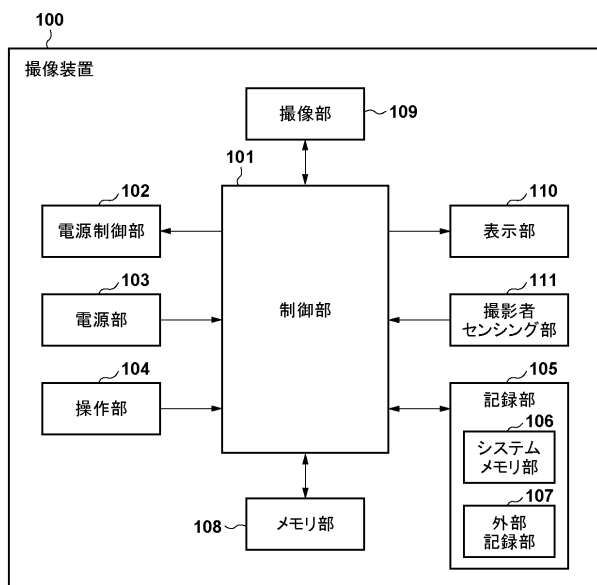 100
撮像装置
撮像部
109
101
制御部
102
電源制御部
103
電源部
104
操作部
110
表示部
111
撮影者
センシング部
105
記録部
106
システム
メモリ部
107
外部
記録部
108
メモリ部